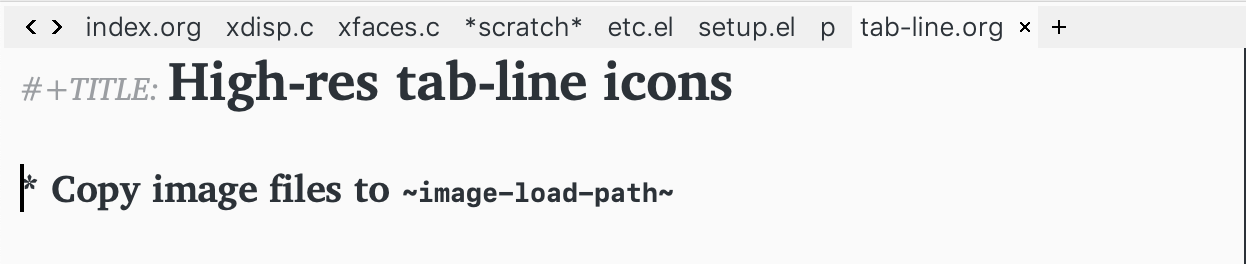 < > index.org xdisp.c xfaces.c *scratch* etc.el setup.el p tab-line.org × +
#+TITLE: High-res tab-line icons
* Copy image files to ~image-load-path~